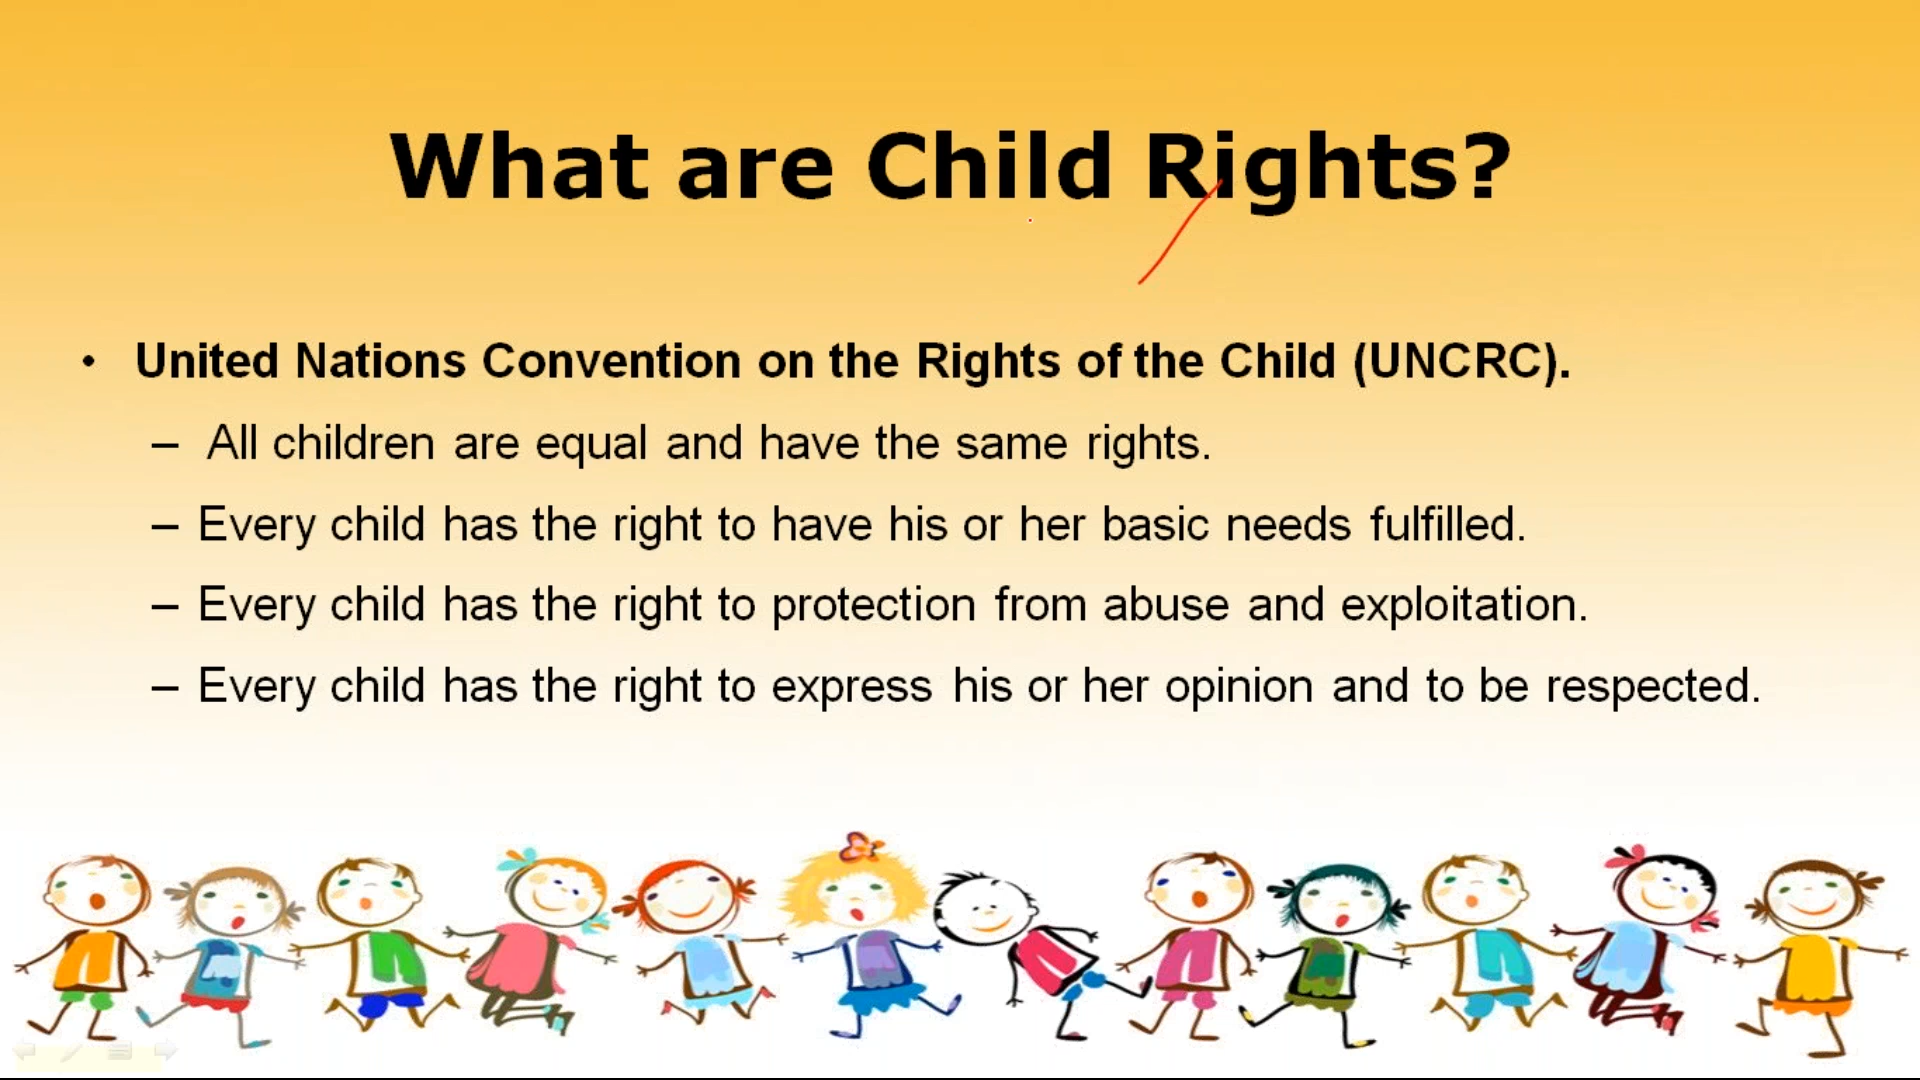 What are Child Rights?
• United Nations Convention on the Rights of the Child (UNCRC).
– All children are equal and have the same rights.
– Every child has the right to have his or her basic needs fulfilled.
– Every child has the right to protection from abuse and exploitation.
– Every child has the right to express his or her opinion and to be respected.